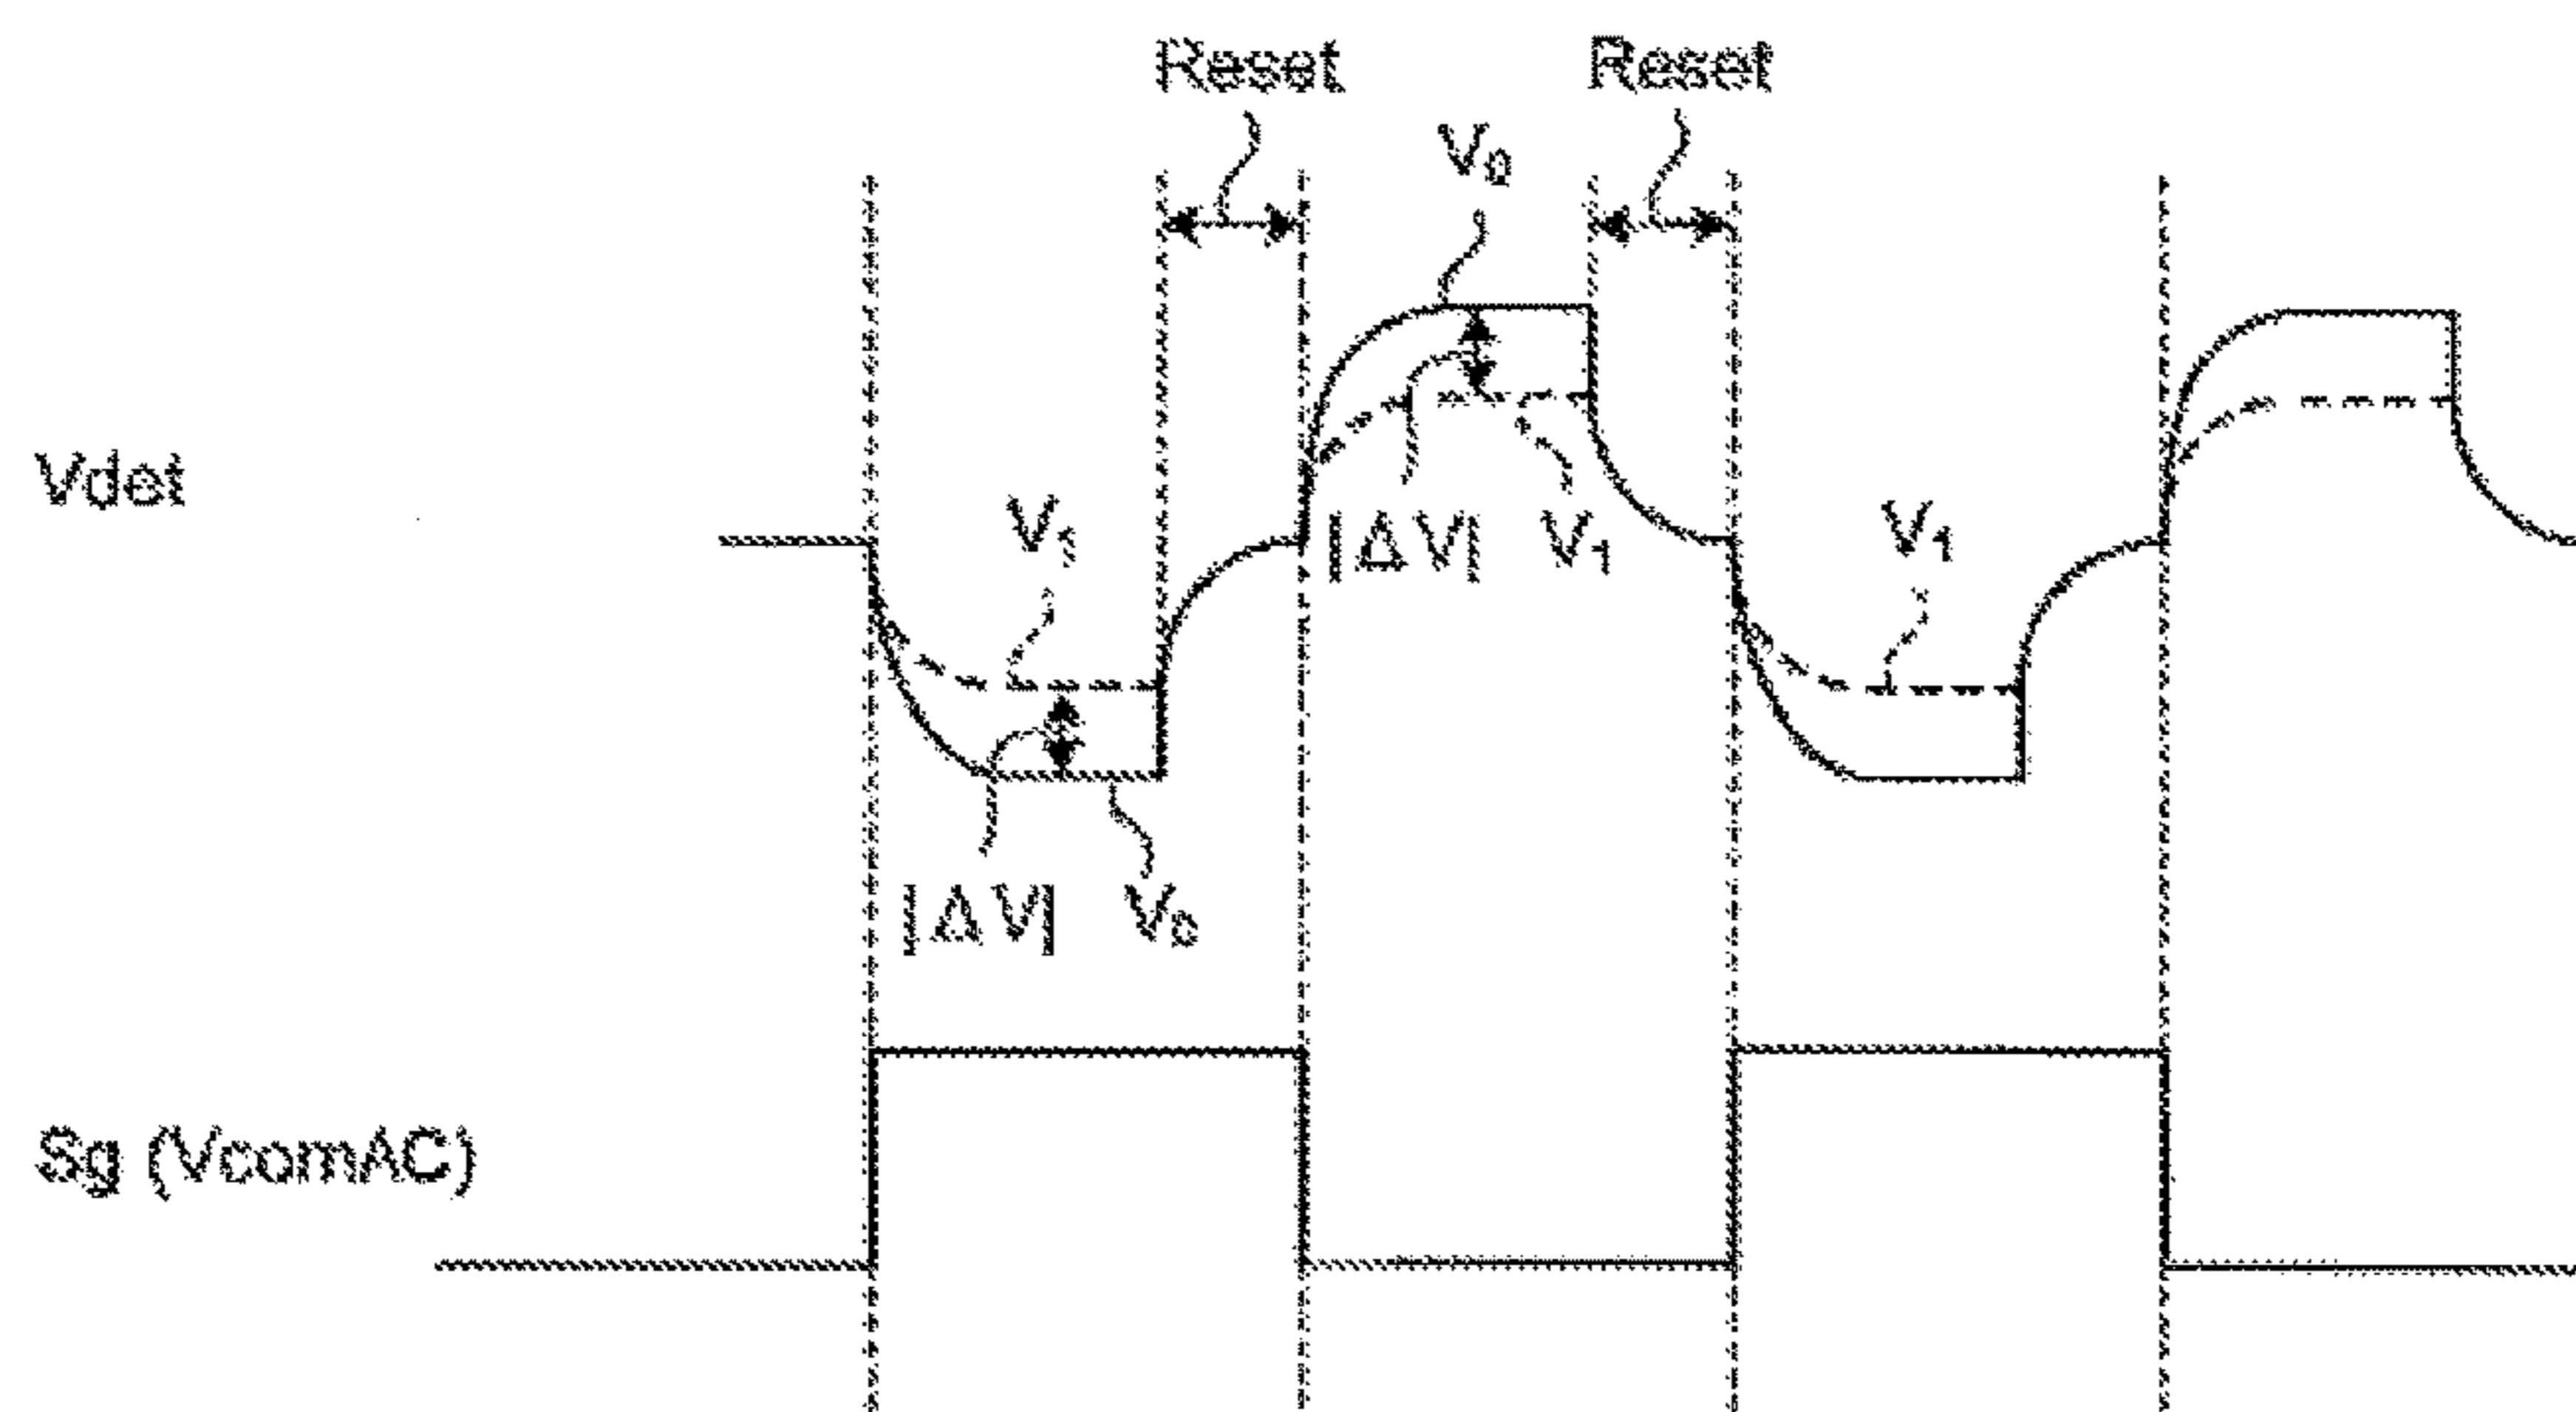 Reset
Reset
V0
Vdet
V1
|ΔV|
V1
V1
|ΔV|
V0
Sg (VcomAC)